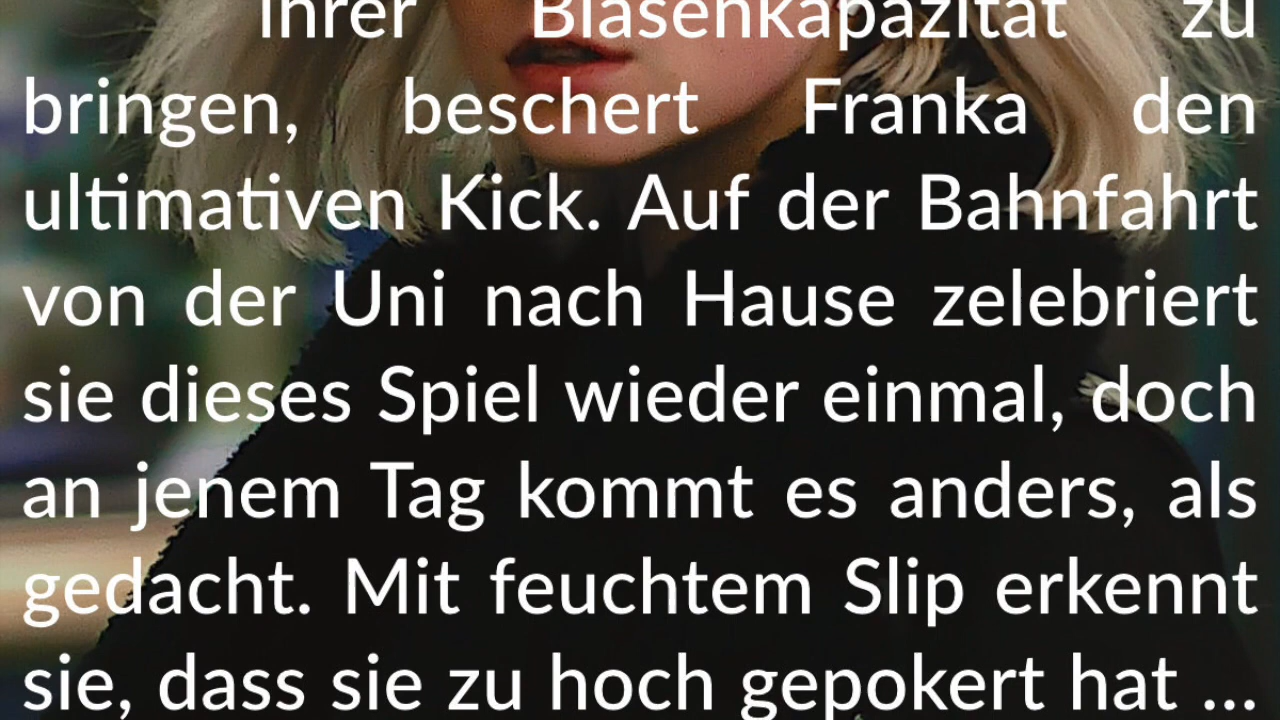 ihrer Blasenkapazität zu
bringen, beschert Franka den
ultimativen Kick. Auf der Bahnfahrt
von der Uni nach Hause zelebriert
sie dieses Spiel wieder einmal, doch
an jenem Tag kommt es anders, als
gedacht. Mit feuchtem Slip erkennt
sie, dass sie zu hoch gepokert hat ...